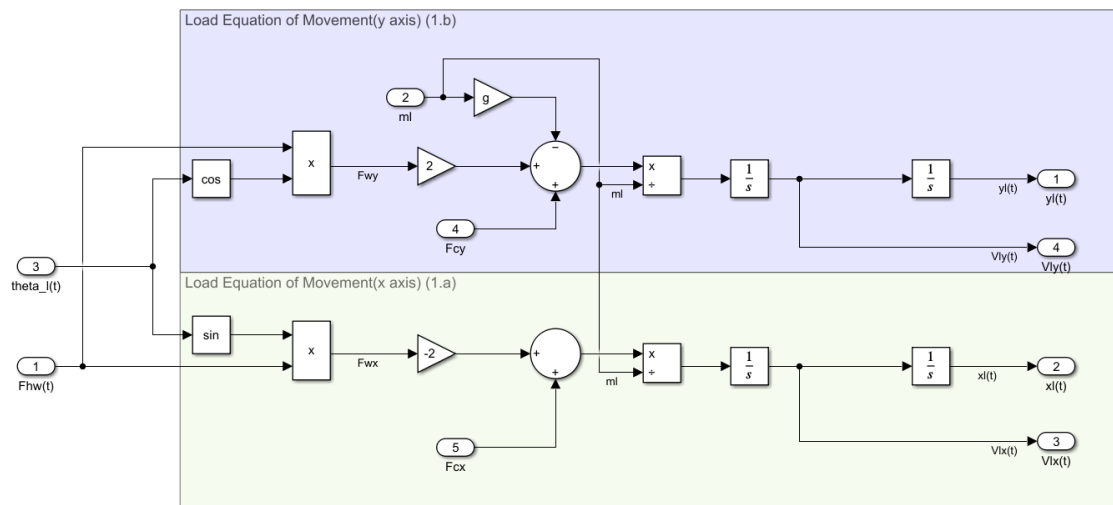 Load Equation of Movement(y axis) (1.b)
2
ml
g
−
cos
x
Fwy
2
+
+
4
Fcy
x
÷
ml
1
s
1
s
yl(t)
1
yl(t)
Vly(t)
4
Vly(t)
3
theta_l(t)
Load Equation of Movement(x axis) (1.a)
sin
x
1
Fhw(t)
Fwx
-2
+
+
5
Fcx
x
÷
ml
1
s
1
s
xl(t)
2
xl(t)
Vlx(t)
3
Vlx(t)